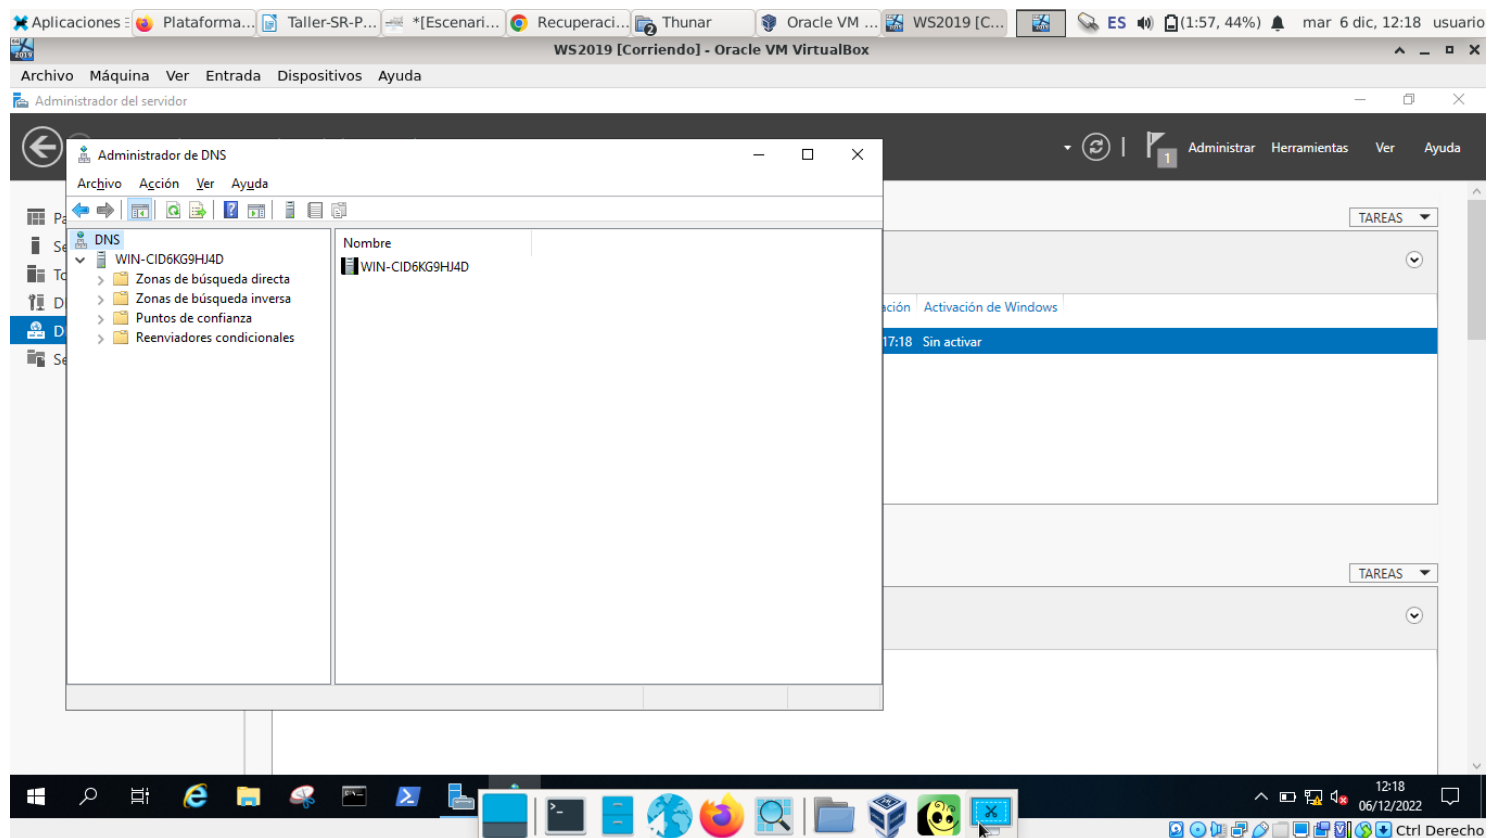 Aplicaciones Plataforma... Taller-SR-P... *[Escenari... Recuperaci... Thunar Oracle VM ... WS2019 [C... ES (1:57, 44%) mar 6 dic, 12:18 usuario
WS2019 [Corriendo] - Oracle VM VirtualBox
Archivo Máquina Ver Entrada Dispositivos Ayuda
Administrador del servidor
Administrador de DNS
1 Administrar Herramientas Ver Ayuda
Archivo Acción Ver Ayuda
TAREAS
DNS
Nombre
WIN-CID6KG9HJ4D
WIN-CID6KG9HJ4D
Zonas de búsqueda directa
Zonas de búsqueda inversa
Puntos de confianza
Reenviadores condicionales
ación Activación de Windows
17:18 Sin activar
TAREAS
12:18
06/12/2022
Ctrl Derecho